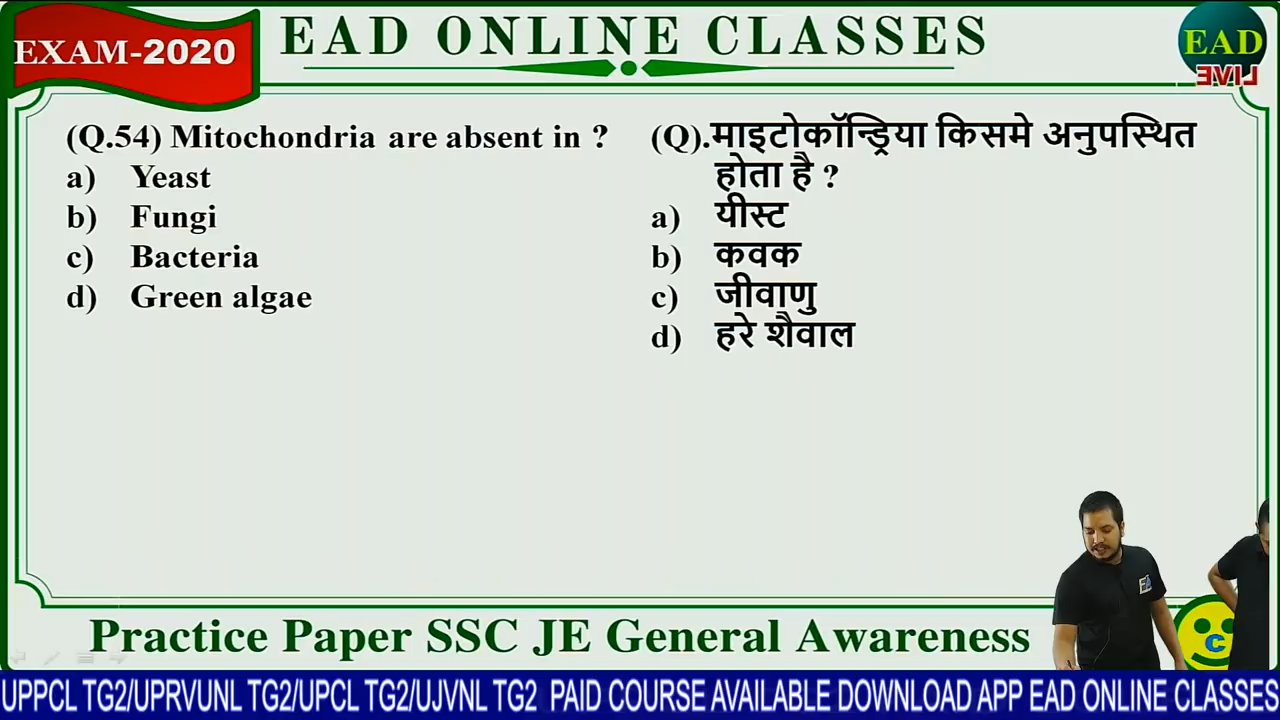 EXAM-2020
EAD ONLINE CLASSES
EAD
LIVE
(Q.54) Mitochondria are absent in ?
a) Yeast
b) Fungi
c) Bacteria
d) Green algae
(Q).माइटोकॉन्ड्रिया किसमे अनुपस्थित
होता है ?
a) यीस्ट
b) कवक
c) जीवाणु
d) हरे शैवाल
C
Practice Paper SSC JE General Awareness
UPPCL TG2/UPRVUNL TG2/UPCL TG2/UJVNL TG2 PAID COURSE AVAILABLE DOWNLOAD APP EAD ONLINE CLASSES